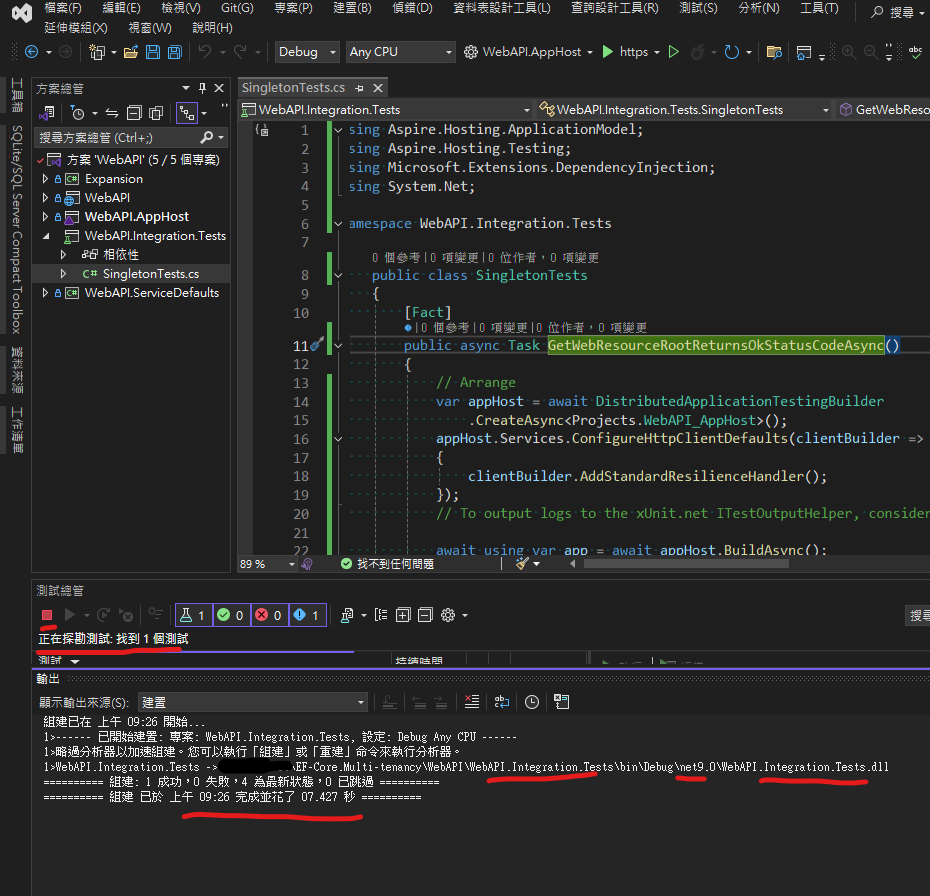 檔案(F) 編輯(E) 檢視(V) Git(G) 專案(P) 建置(B) 偵錯(D) 資料表設計工具(L) 查詢設計工具(R) 測試(S) 分析(N) 工具(T) 搜尋
延伸模組(X) 視窗(W) 說明(H)
Debug Any CPU WebAPI.AppHost https
工具箱
SQLite/SQL Server Compact Toolbox
資料來源
工作清單
方案總管
搜尋方案總管 (Ctrl+;)
方案 'WebAPI' (5 / 5 個專案)
Expansion
WebAPI
WebAPI.AppHost
WebAPI.Integration.Tests
相依性
C# SingletonTests.cs
WebAPI.ServiceDefaults
SingletonTests.cs
WebAPI.Integration.Tests WebAPI.Integration.Tests.SingletonTests GetWebReso
1 sing Aspire.Hosting.ApplicationModel;
2 sing Aspire.Hosting.Testing;
3 sing Microsoft.Extensions.DependencyInjection;
4 sing System.Net;
5
6 amespace WebAPI.Integration.Tests
7
0 個參考|0 項變更|0 位作者，0 項變更
8 public class SingletonTests
9 {
10 [Fact]
|0 個參考|0 項變更|0 位作者，0 項變更
11 public async Task GetWebResourceRootReturnsOkStatusCodeAsync()
12 {
13 // Arrange
14 var appHost = await DistributedApplicationTestingBuilder
15 .CreateAsync<Projects.WebAPI_AppHost>();
16 appHost.Services.ConfigureHttpClientDefaults(clientBuilder =>
17 {
18 clientBuilder.AddStandardResilienceHandler();
19 });
20 // To output logs to the xUnit.net ITestOutputHelper, consider
21
22 await using var app = await appHost.BuildAsync();
89 % 找不到任何問題
測試總管
1 0 0 1 搜尋
正在探勘測試: 找到 1 個測試
測試 持續時間
輸出
顯示輸出來源(S): 建置
組建已在 上午 09:26 開始...
1>------ 已開始建置: 專案: WebAPI.Integration.Tests, 設定: Debug Any CPU ------
1>略過分析器以加速組建。您可以執行「組建」或「重建」命令來執行分析器。
1>WebAPI.Integration.Tests -> \EF-Core.Multi-tenancy\WebAPI\WebAPI.Integration.Tests\bin\Debug\net9.0\WebAPI.Integration.Tests.dll
========== 組建: 1 成功，0 失敗，4 為最新狀態，0 已跳過 ==========
========== 組建 已於 上午 09:26 完成並花了 07.427 秒 ==========